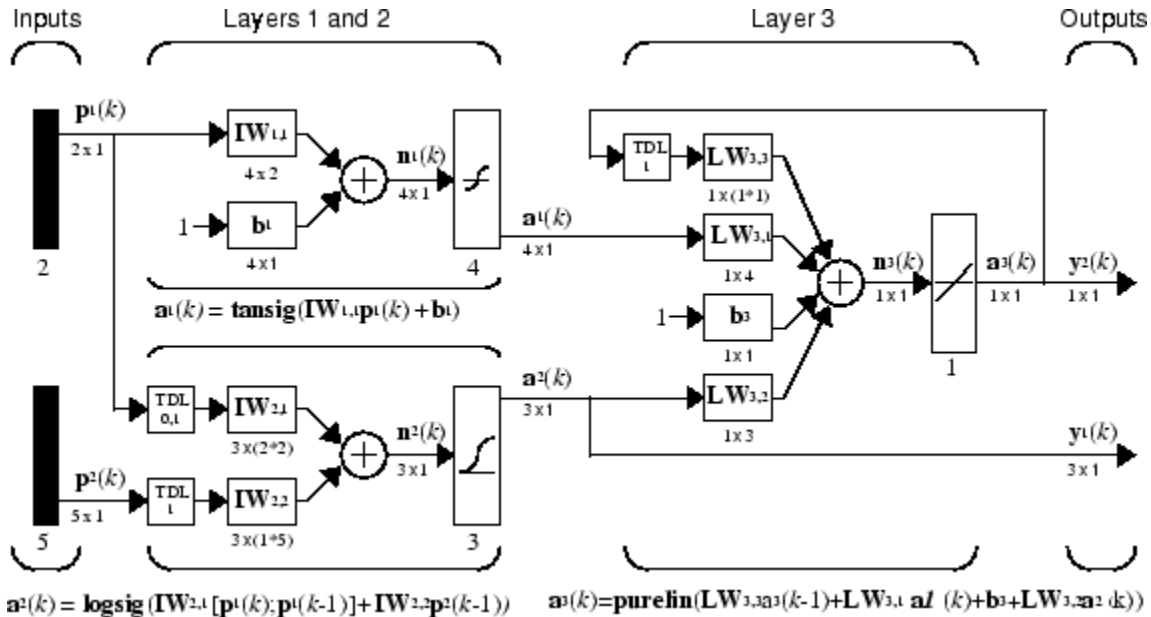 Inputs Layers 1 and 2 Layer 3 Outputs
p1(k)
2 x 1
IW1,1
4 x 2
1
b1
4 x 1
n1(k)
4 x 1
2
4
a1(k) = tansig(IW1,1p1(k) + b1)
a1(k)
4 x 1
TDL
1
LW3,3
1 x (1*1)
LW3,1
1 x 4
1
b3
1 x 1
LW3,2
1 x 3
n3(k)
1 x 1
1
a3(k)
1 x 1
y2(k)
1 x 1
TDL
0,1
IW2,1
3 x (2*2)
p2(k)
5 x 1
TDL
1
IW2,2
3 x (1*5)
n2(k)
3 x 1
a2(k)
3 x 1
y1(k)
3 x 1
5
3
a2(k) = logsig(IW2,1 [p1(k);p1(k-1)]+ IW2,2p2(k-1))
a3(k)=purelin(LW3,3a3(k-1)+LW3,1 a1 (k)+b3+LW3,2a2 (k))